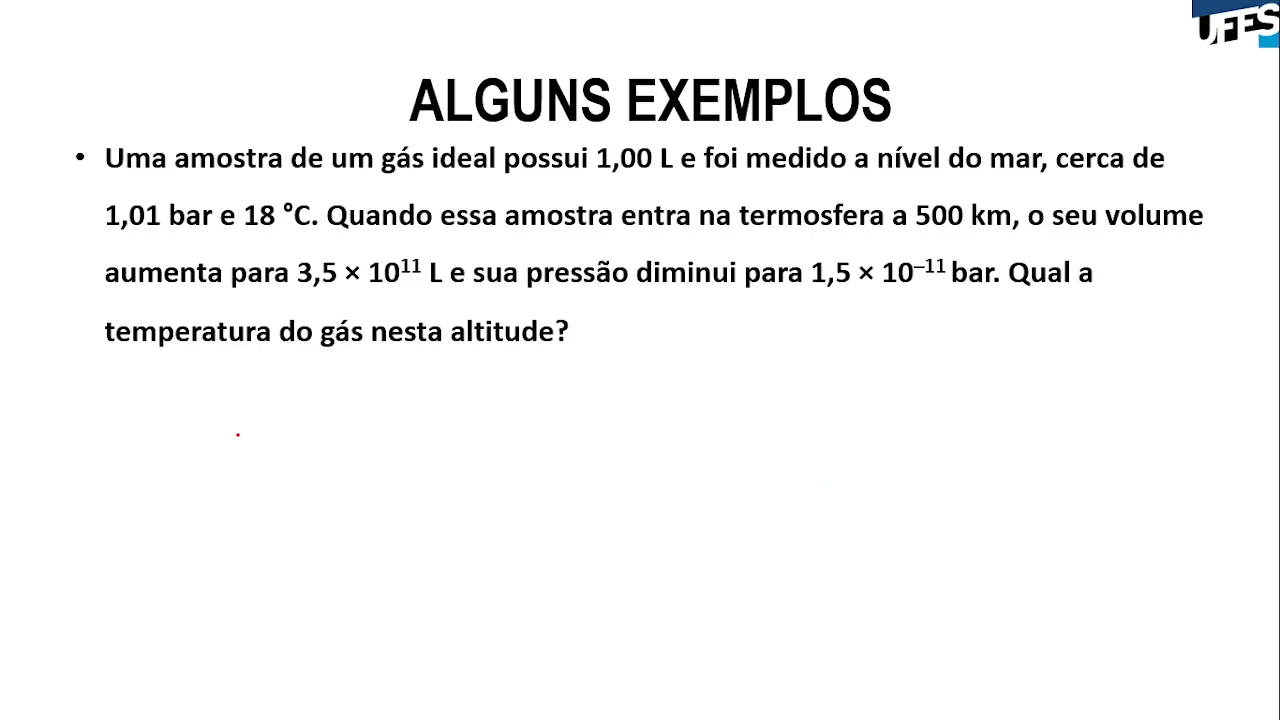 UFES
ALGUNS EXEMPLOS
• Uma amostra de um gás ideal possui 1,00 L e foi medido a nível do mar, cerca de
1,01 bar e 18 °C. Quando essa amostra entra na termosfera a 500 km, o seu volume
aumenta para 3,5 × 10¹¹ L e sua pressão diminui para 1,5 × 10⁻¹¹ bar. Qual a
temperatura do gás nesta altitude?